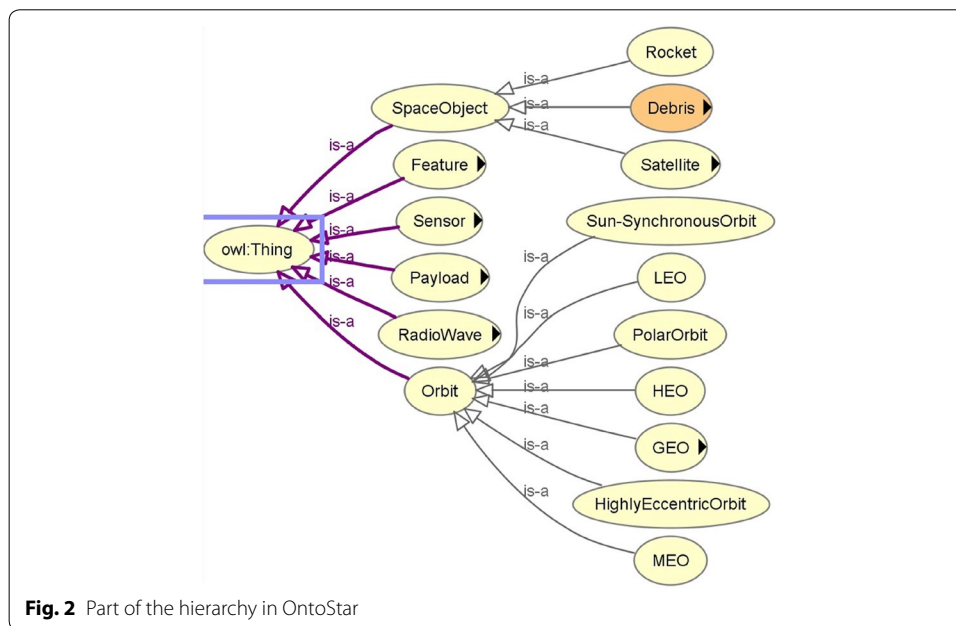 Rocket
is-a
SpaceObject
is-a
Debris
is-a
Satellite
is-a
Feature
is-a
Sensor
is-a
owl:Thing
is-a
Payload
is-a
RadioWave
is-a
Orbit
Sun-SynchronousOrbit
is-a
LEO
is-a
PolarOrbit
is-a
HEO
is-a
GEO
is-a
HighlyEccentricOrbit
is-a
MEO
is-a
Fig. 2 Part of the hierarchy in OntoStar